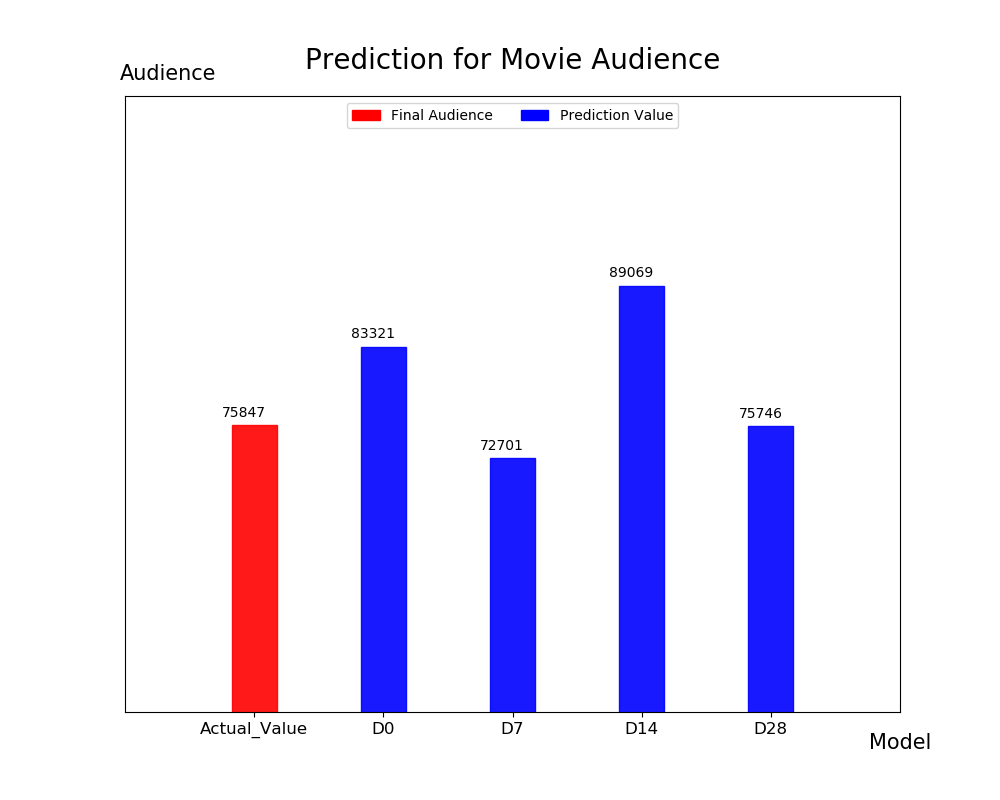 Prediction for Movie Audience
Audience
Final Audience
Prediction Value
89069
83321
75847
75746
72701
Actual_Value
D0
D7
D14
D28
Model